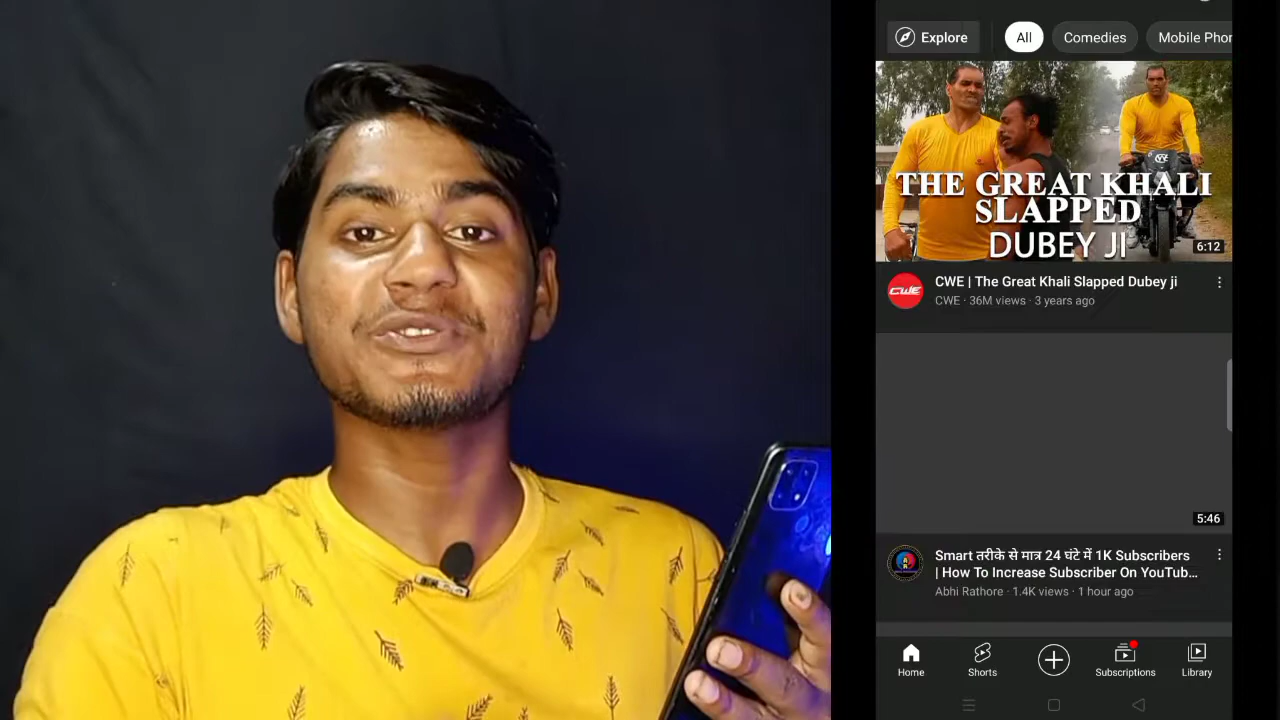 Explore
All
Comedies
Mobile Phon
THE GREAT KHALI
SLAPPED
DUBEY JI
6:12
CWE
CWE | The Great Khali Slapped Dubey ji
CWE · 36M views · 3 years ago
5:46
Smart तरीके से मात्र 24 घंटे में 1K Subscribers
| How To Increase Subscriber On YouTub...
Abhi Rathore · 1.4K views · 1 hour ago
Home
Shorts
Subscriptions
Library